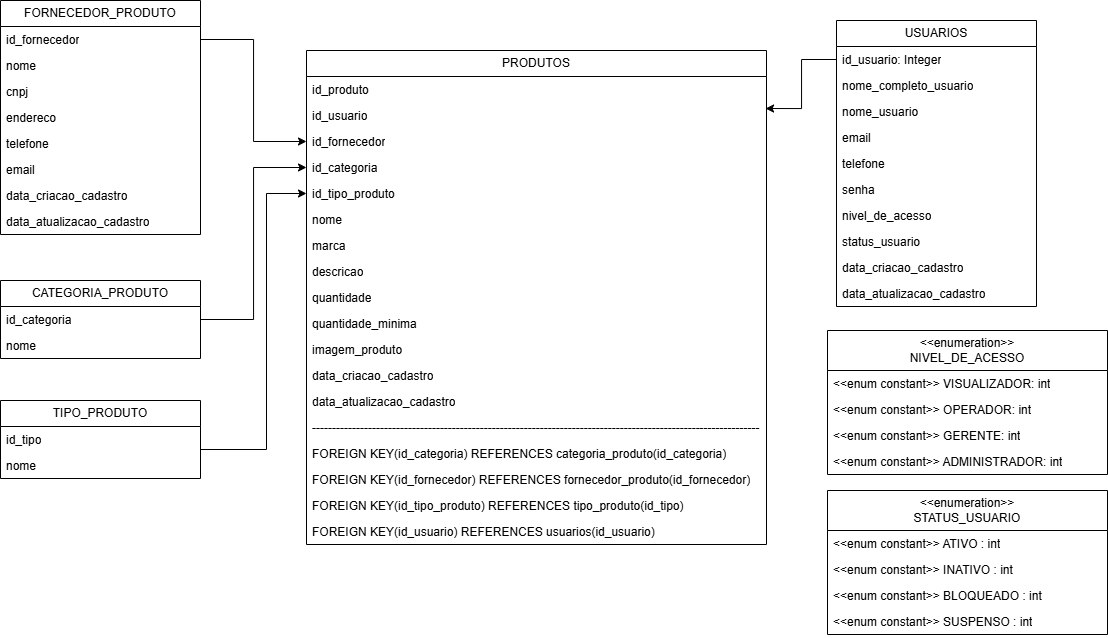 FORNECEDOR_PRODUTO
id_fornecedor
nome
cnpj
endereco
telefone
email
data_criacao_cadastro
data_atualizacao_cadastro
CATEGORIA_PRODUTO
id_categoria
nome
TIPO_PRODUTO
id_tipo
nome
PRODUTOS
id_produto
id_usuario
id_fornecedor
id_categoria
id_tipo_produto
nome
marca
descricao
quantidade
quantidade_minima
imagem_produto
data_criacao_cadastro
data_atualizacao_cadastro
FOREIGN KEY(id_categoria) REFERENCES categoria_produto(id_categoria)
FOREIGN KEY(id_fornecedor) REFERENCES fornecedor_produto(id_fornecedor)
FOREIGN KEY(id_tipo_produto) REFERENCES tipo_produto(id_tipo)
FOREIGN KEY(id_usuario) REFERENCES usuarios(id_usuario)
USUARIOS
id_usuario: Integer
nome_completo_usuario
nome_usuario
email
telefone
senha
nivel_de_acesso
status_usuario
data_criacao_cadastro
data_atualizacao_cadastro
<<enumeration>>
NIVEL_DE_ACESSO
<<enum constant>> VISUALIZADOR: int
<<enum constant>> OPERADOR: int
<<enum constant>> GERENTE: int
<<enum constant>> ADMINISTRADOR: int
<<enumeration>>
STATUS_USUARIO
<<enum constant>> ATIVO : int
<<enum constant>> INATIVO : int
<<enum constant>> BLOQUEADO : int
<<enum constant>> SUSPENSO : int